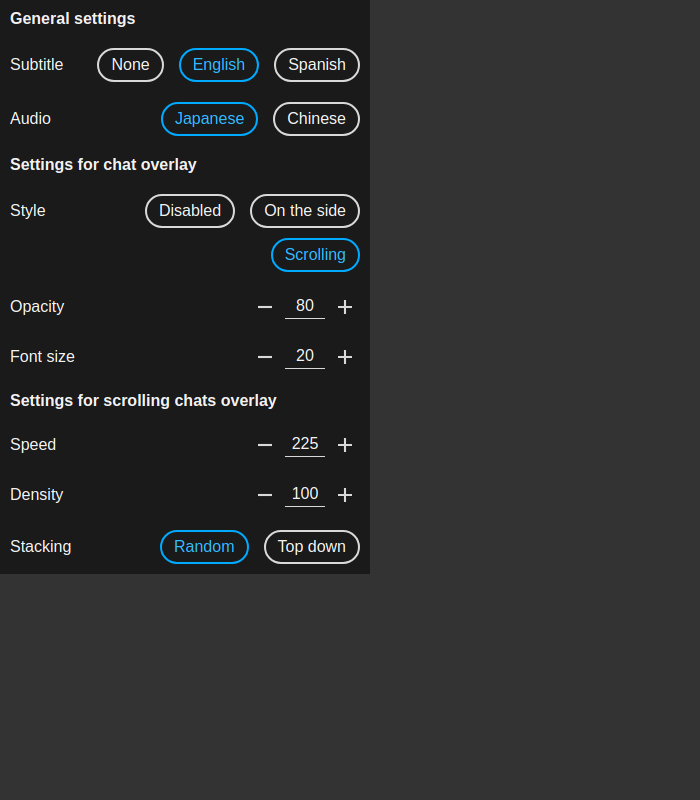 General settings
Subtitle None English Spanish
Audio Japanese Chinese
Settings for chat overlay
Style Disabled On the side
Scrolling
Opacity − 80 +
Font size − 20 +
Settings for scrolling chats overlay
Speed − 225 +
Density − 100 +
Stacking Random Top down